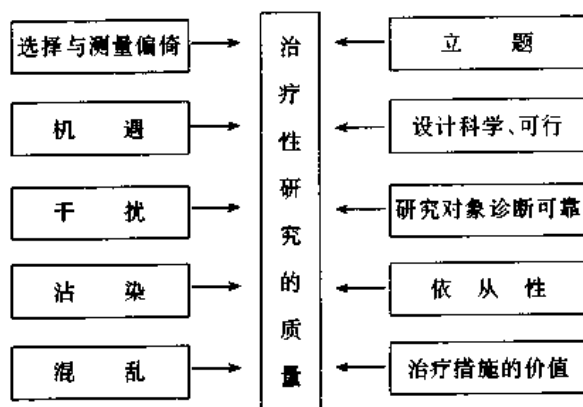 选择与测量偏倚
机遇
干扰
沾染
混乱
治疗性研究的质量
立题
设计科学、可行
研究对象诊断可靠
依从性
治疗措施的价值